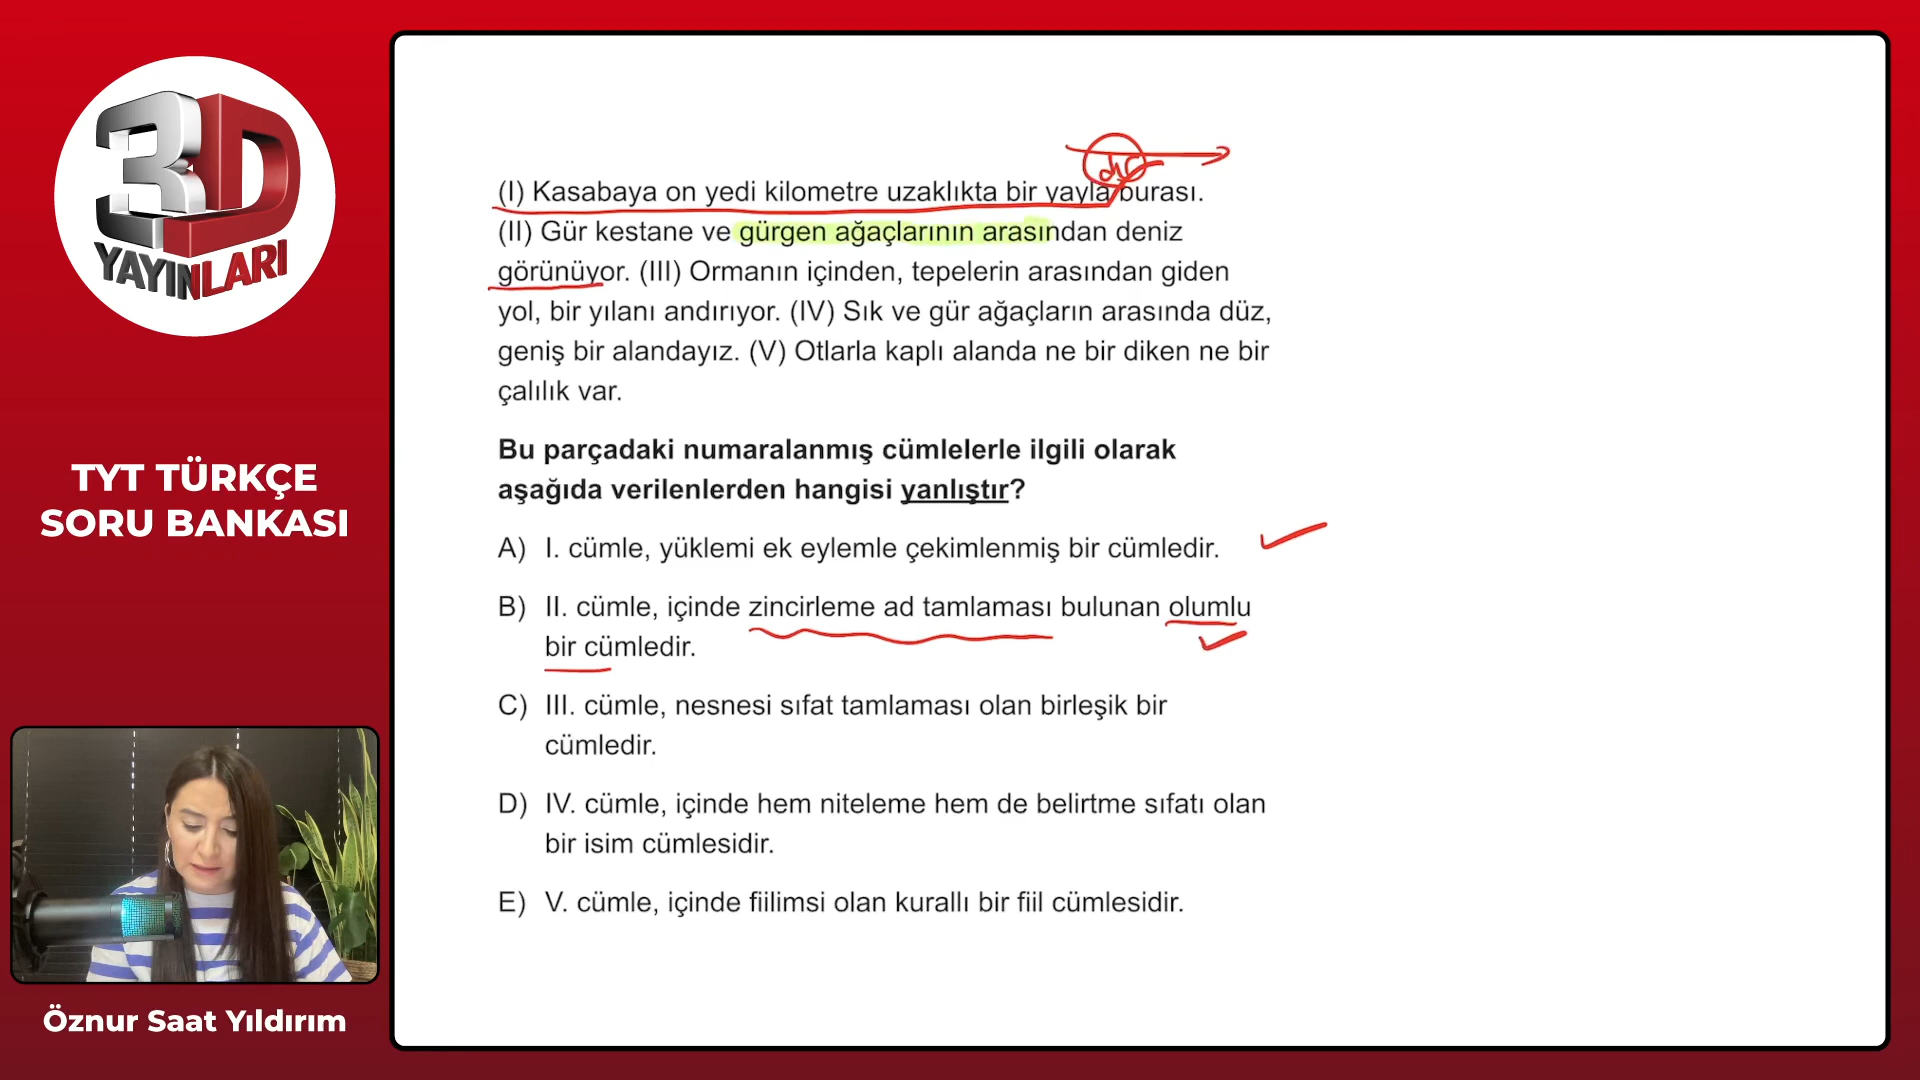 3D
YAYINLARI
TYT TÜRKÇE
SORU BANKASI
Öznur Saat Yıldırım
(I) Kasabaya on yedi kilometre uzaklıkta bir yayla burası.
(II) Gür kestane ve gürgen ağaçlarının arasından deniz
görünüyor. (III) Ormanın içinden, tepelerin arasından giden
yol, bir yılanı andırıyor. (IV) Sık ve gür ağaçların arasında düz,
geniş bir alandayız. (V) Otlarla kaplı alanda ne bir diken ne bir
çalılık var.
Bu parçadaki numaralanmış cümlelerle ilgili olarak
aşağıda verilenlerden hangisi yanlıştır?
A) I. cümle, yüklemi ek eylemle çekimlenmiş bir cümledir.
B) II. cümle, içinde zincirleme ad tamlaması bulunan olumlu
bir cümledir.
C) III. cümle, nesnesi sıfat tamlaması olan birleşik bir
cümledir.
D) IV. cümle, içinde hem niteleme hem de belirtme sıfatı olan
bir isim cümlesidir.
E) V. cümle, içinde fiilimsi olan kurallı bir fiil cümlesidir.